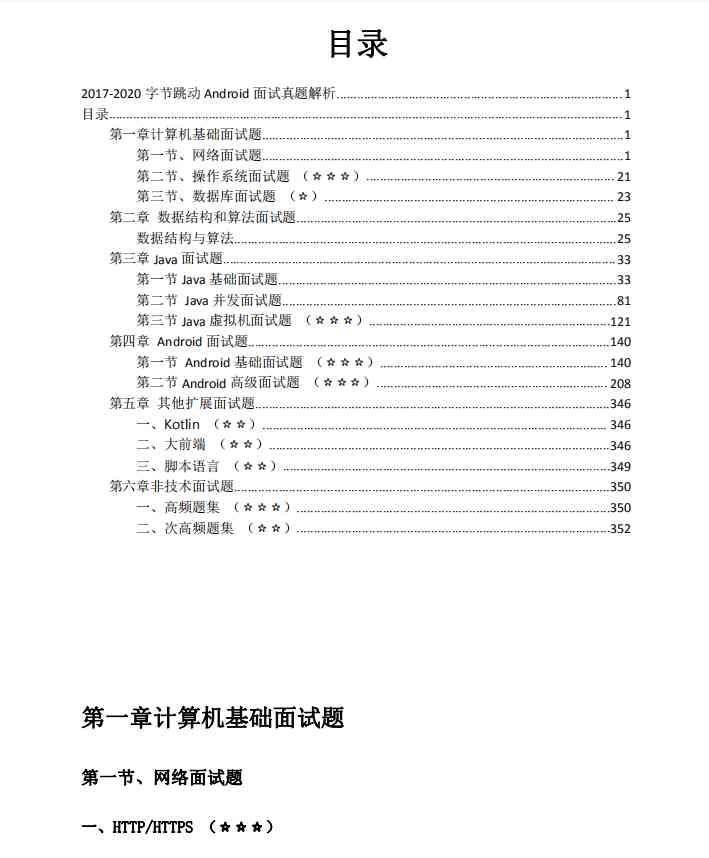 目录
2017-2020 字节跳动 Android 面试真题解析 1
目录 1
第一章计算机基础面试题 1
第一节、网络面试题 1
第二节、操作系统面试题 (☆☆☆) 21
第三节、数据库面试题 (☆) 23
第二章 数据结构和算法面试题 25
数据结构与算法 25
第三章 Java 面试题 33
第一节 Java 基础面试题 33
第二节 Java 并发面试题 81
第三节 Java 虚拟机面试题 (☆☆☆) 121
第四章 Android 面试题 140
第一节 Android 基础面试题 (☆☆☆) 140
第二节 Android 高级面试题 (☆☆☆) 208
第五章 其他扩展面试题 346
一、Kotlin (☆☆) 346
二、大前端 (☆☆) 346
三、脚本语言 (☆☆) 349
第六章非技术面试题 350
一、高频题集 (☆☆☆) 350
二、次高频题集 (☆☆) 352
第一章计算机基础面试题
第一节、网络面试题
一、HTTP/HTTPS (☆☆☆)